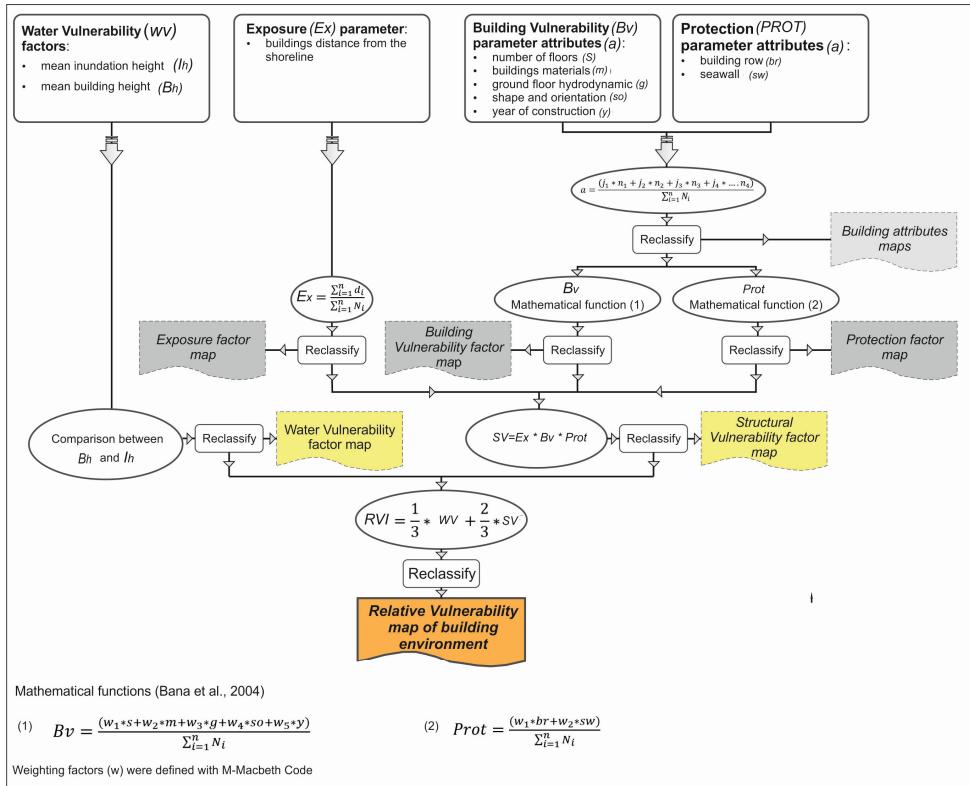 Water Vulnerability (wv)
factors:
• mean inundation height (Ih)
• mean building height (Bh)
Exposure (Ex) parameter:
• buildings distance from the
shoreline
Building Vulnerability (Bv)
parameter attributes (a):
• number of floors (S)
• buildings materials (m)
• ground floor hydrodynamic (g)
• shape and orientation (so)
• year of construction (y)
Protection (PROT)
parameter attributes (a) :
• building row (br)
• seawall (sw)
a = (j₁ * n₁ + j₂ * n₂ + j₃ * n₃ + j₄ * .... n₄) / ∑ⁿᵢ₌₁ Nᵢ
Reclassify
Building attributes
maps
Ex = ∑ⁿᵢ₌₁ dᵢ / ∑ⁿᵢ₌₁ Nᵢ
Bv
Mathematical function (1)
Prot
Mathematical function (2)
Exposure factor
map
Reclassify
Building
Vulnerability factor
map
Reclassify
Reclassify
Protection factor
map
Comparison between
Bh and Ih
Reclassify
Water Vulnerability
factor map
SV=Ex * Bv * Prot
Reclassify
Structural
Vulnerability factor
map
RVI = 1/3 * WV + 2/3 * SV
Reclassify
Relative Vulnerability
map of building
environment
Mathematical functions (Bana et al., 2004)
(1) Bv = (w₁*s+w₂*m+w₃*g+w₄*so+w₅*y) / ∑ⁿᵢ₌₁ Nᵢ
(2) Prot = (w₁*br+w₂*sw) / ∑ⁿᵢ₌₁ Nᵢ
Weighting factors (w) were defined with M-Macbeth Code